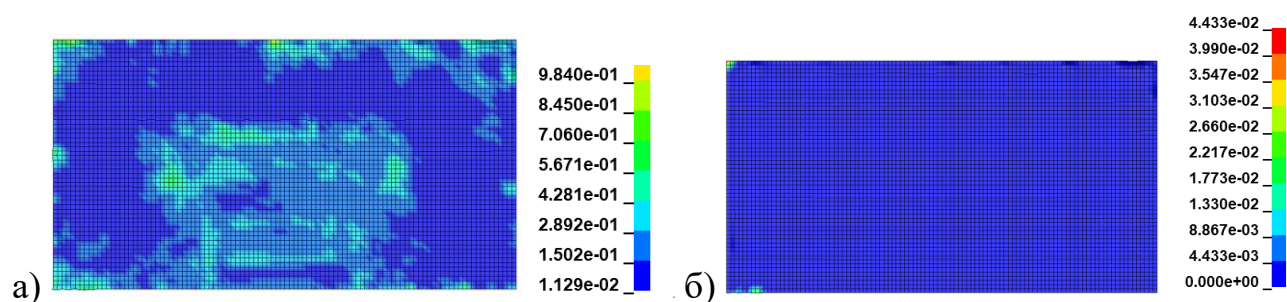 а)
9.840e-01
8.450e-01
7.060e-01
5.671e-01
4.281e-01
2.892e-01
1.502e-01
1.129e-02
б)
4.433e-02
3.990e-02
3.547e-02
3.103e-02
2.660e-02
2.217e-02
1.773e-02
1.330e-02
8.867e-03
4.433e-03
0.000e+00